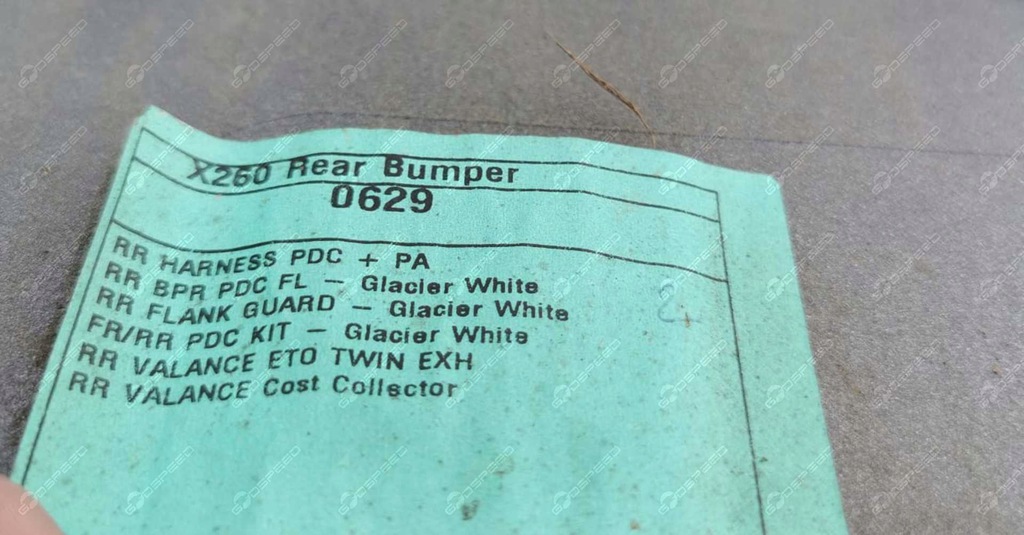 X260 Rear Bumper
0629
RR HARNESS PDC + PA
RR BPR PDC FL – Glacier White
RR FLANK GUARD – Glacier White
FR/RR PDC KIT – Glacier White
RR VALANCE ETO TWIN EXH
RR VALANCE Cost Collector
GOSPEED